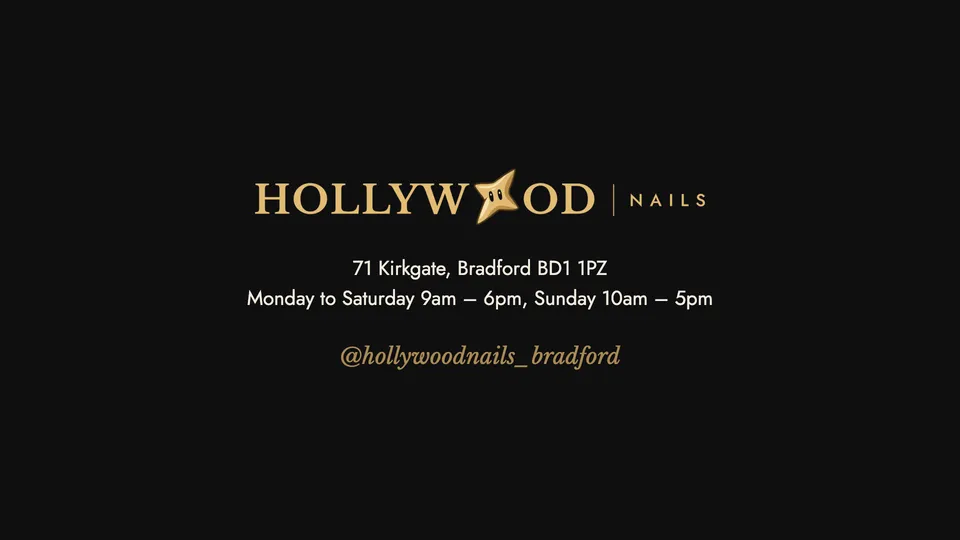 HOLLYWOOD | NAILS
71 Kirkgate, Bradford BD1 1PZ
Monday to Saturday 9am – 6pm, Sunday 10am – 5pm
@hollywoodnails_bradford